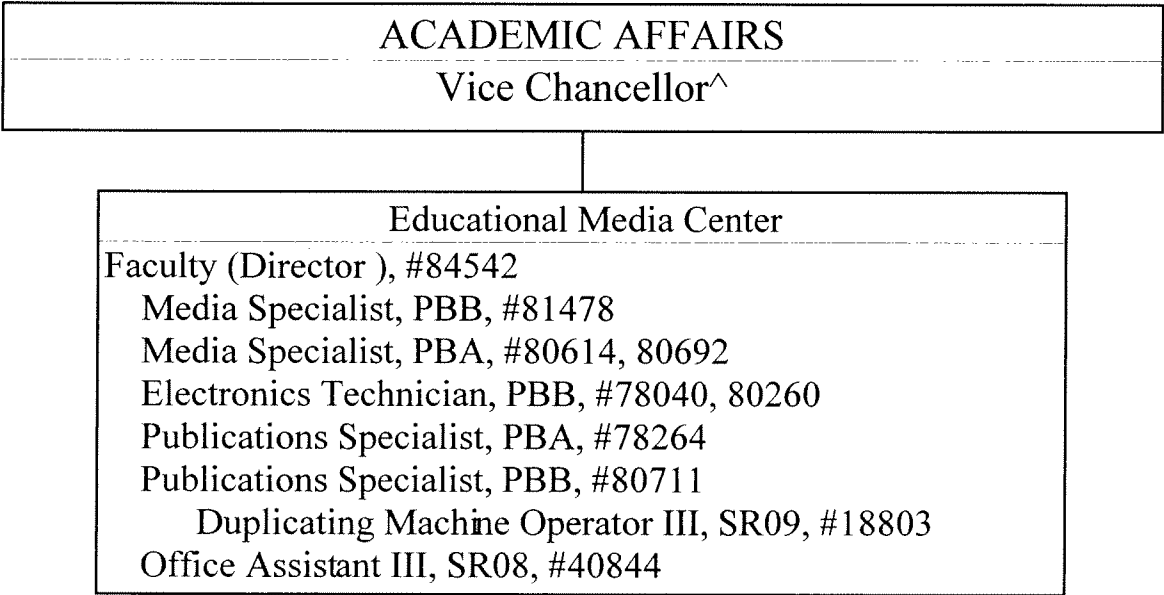 ACADEMIC AFFAIRS
Vice Chancellor^
Educational Media Center
Faculty (Director ), #84542
Media Specialist, PBB, #81478
Media Specialist, PBA, #80614, 80692
Electronics Technician, PBB, #78040, 80260
Publications Specialist, PBA, #78264
Publications Specialist, PBB, #80711
Duplicating Machine Operator III, SR09, #18803
Office Assistant III, SR08, #40844